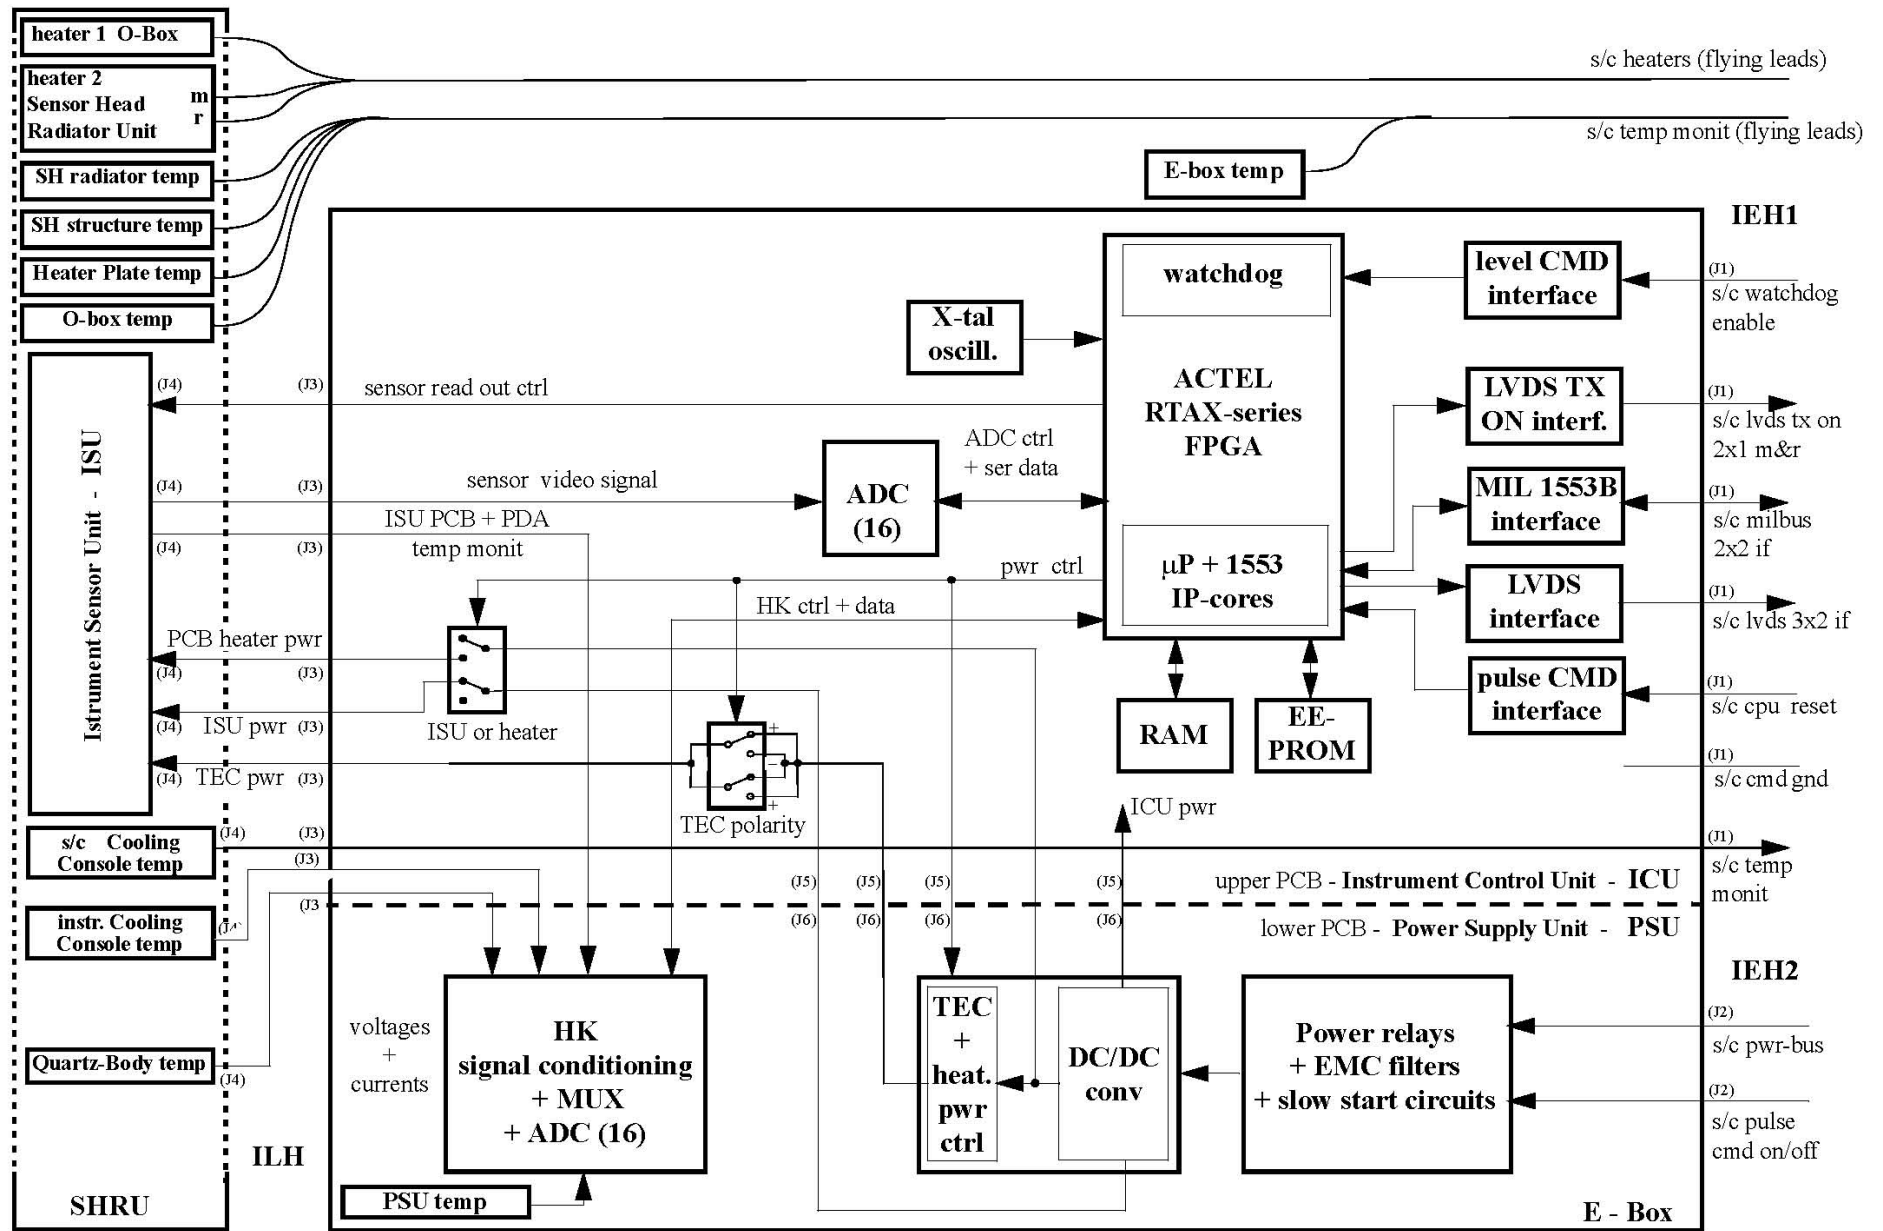 heater 1 O-Box
heater 2
Sensor Head
Radiator Unit
m
r
SH radiator temp
SH structure temp
Heater Plate temp
O-box temp
s/c heaters (flying leads)
s/c temp monit (flying leads)
E-box temp
IEH1
watchdog
level CMD
interface
(J1)
s/c watchdog
enable
X-tal
oscill.
ACTEL
RTAX-series
FPGA
LVDS TX
ON interf.
(J1)
s/c lvds tx on
2x1 m&r
(J4)
(J3)
sensor read out ctrl
Istrument Sensor Unit - ISU
ADC ctrl
+ ser data
(J4)
(J3)
sensor video signal
ADC
(16)
MIL 1553B
interface
(J1)
s/c milbus
2x2 if
ISU PCB + PDA
temp monit
(J4)
(J3)
pwr ctrl
µP + 1553
IP-cores
LVDS
interface
(J1)
s/c lvds 3x2 if
HK ctrl + data
PCB heater pwr
(J4)
(J3)
pulse CMD
interface
(J1)
s/c cpu reset
ISU pwr
(J4)
(J3)
ISU or heater
RAM
EE-
PROM
TEC pwr
(J4)
(J3)
+
−
+
TEC polarity
(J1)
s/c cmd gnd
ICU pwr
s/c Cooling
Console temp
(J4)
(J3)
(J3)
(J1)
s/c temp
monit
(J5)
(J5)
(J5)
(J5)
upper PCB - Instrument Control Unit - ICU
(J3
instr. Cooling
Console temp
(J4
(J6)
(J6)
(J6)
(J6)
lower PCB - Power Supply Unit - PSU
IEH2
voltages
+
currents
HK
signal conditioning
+ MUX
+ ADC (16)
TEC
+
heat.
pwr
ctrl
DC/DC
conv
Power relays
+ EMC filters
+ slow start circuits
(J2)
s/c pwr-bus
(J2)
s/c pulse
cmd on/off
Quartz-Body temp
(J4)
ILH
PSU temp
SHRU
E - Box